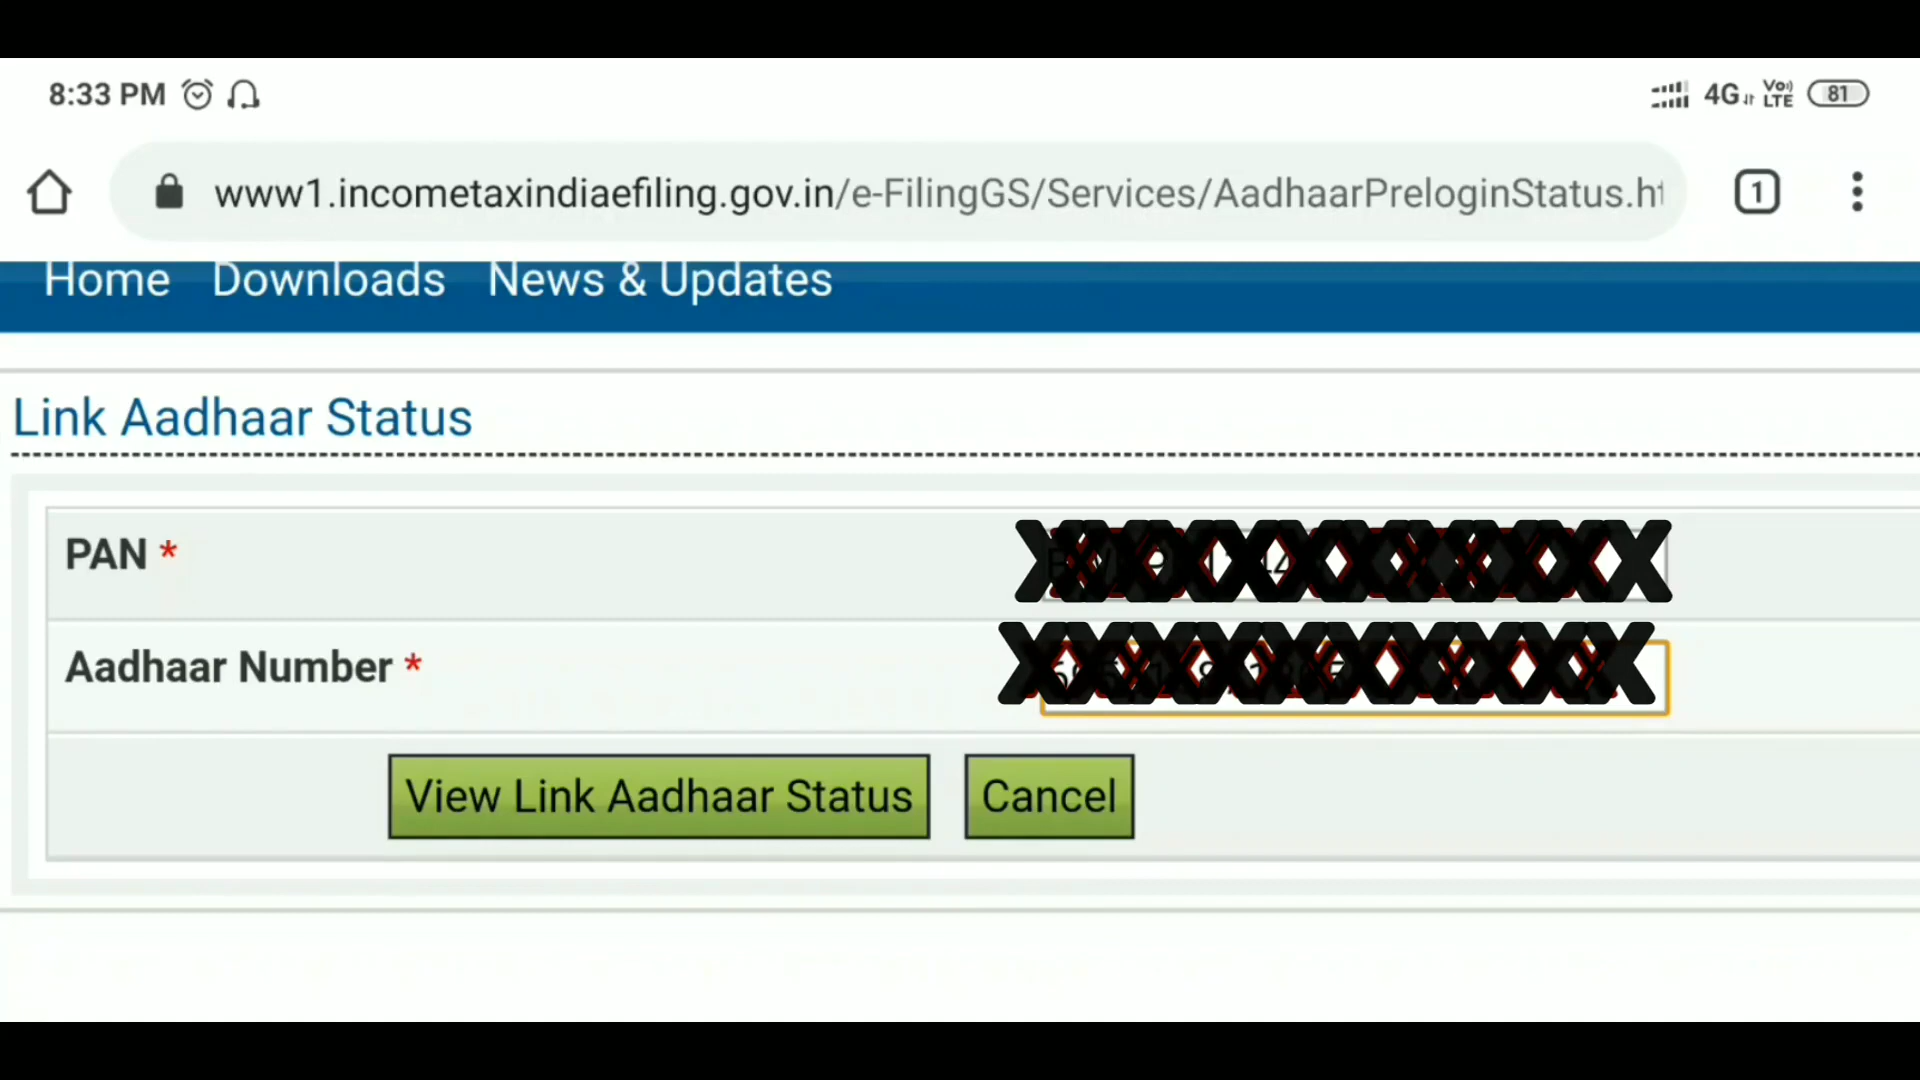 8:33 PM 4G Vo) LTE 81
www1.incometaxindiaefiling.gov.in/e-FilingGS/Services/AadhaarPreloginStatus.ht 1
Home Downloads News & Updates
Link Aadhaar Status
PAN *
Aadhaar Number *
View Link Aadhaar Status Cancel